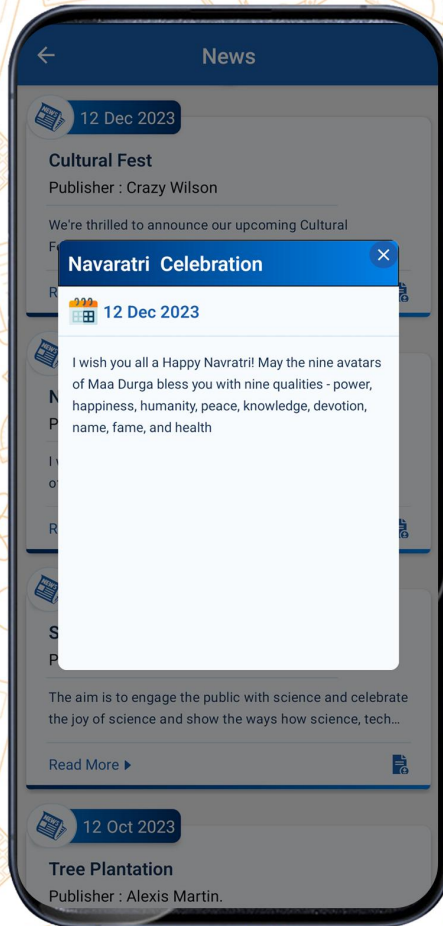 News
12 Dec 2023
Cultural Fest
Publisher : Crazy Wilson
We're thrilled to announce our upcoming Cultural
Navaratri Celebration
12 Dec 2023
I wish you all a Happy Navratri! May the nine avatars
of Maa Durga bless you with nine qualities - power,
happiness, humanity, peace, knowledge, devotion,
name, fame, and health
The aim is to engage the public with science and celebrate
the joy of science and show the ways how science, tech...
Read More
12 Oct 2023
Tree Plantation
Publisher : Alexis Martin.